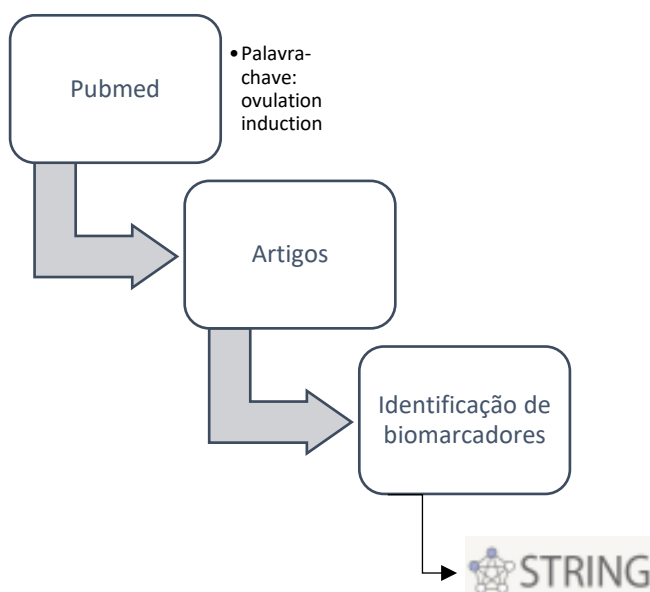 Pubmed
•Palavra-
chave:
ovulation
induction
Artigos
Identificação de
biomarcadores
STRING